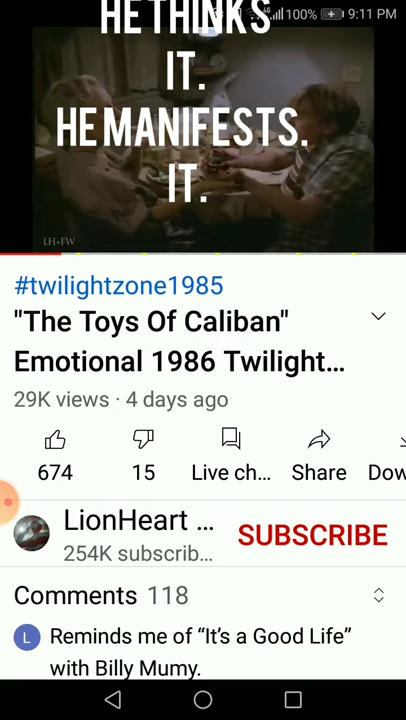 HE THINKS
100% 9:11 PM
IT.
HE MANIFESTS.
IT.
LH-FW
#twilightzone1985
"The Toys Of Caliban"
Emotional 1986 Twilight...
29K views · 4 days ago
674 15 Live ch... Share Dow
LionHeart ...
254K subscrib...
SUBSCRIBE
Comments 118
L
Reminds me of “It's a Good Life”
with Billy Mumy.